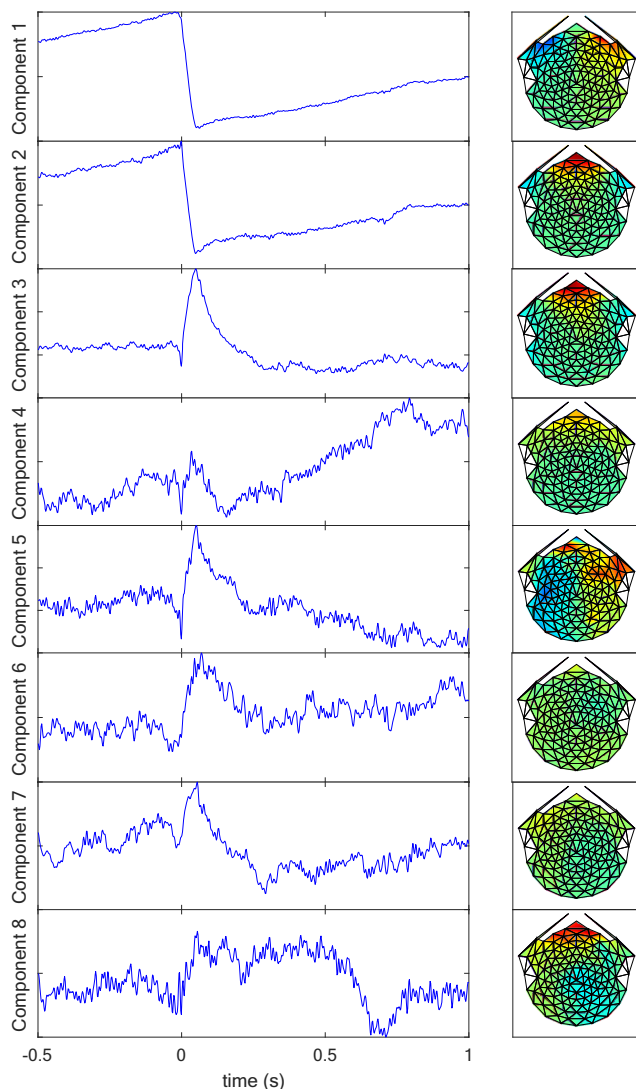 Component 1
Component 2
Component 3
Component 4
Component 5
Component 6
Component 7
Component 8
-0.5 0 0.5 1
time (s)